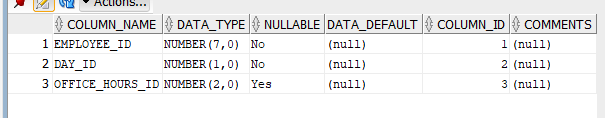 Actions...
COLUMN_NAME DATA_TYPE NULLABLE DATA_DEFAULT COLUMN_ID COMMENTS
1 EMPLOYEE_ID NUMBER(7,0) No (null) 1 (null)
2 DAY_ID NUMBER(1,0) No (null) 2 (null)
3 OFFICE_HOURS_ID NUMBER(2,0) Yes (null) 3 (null)